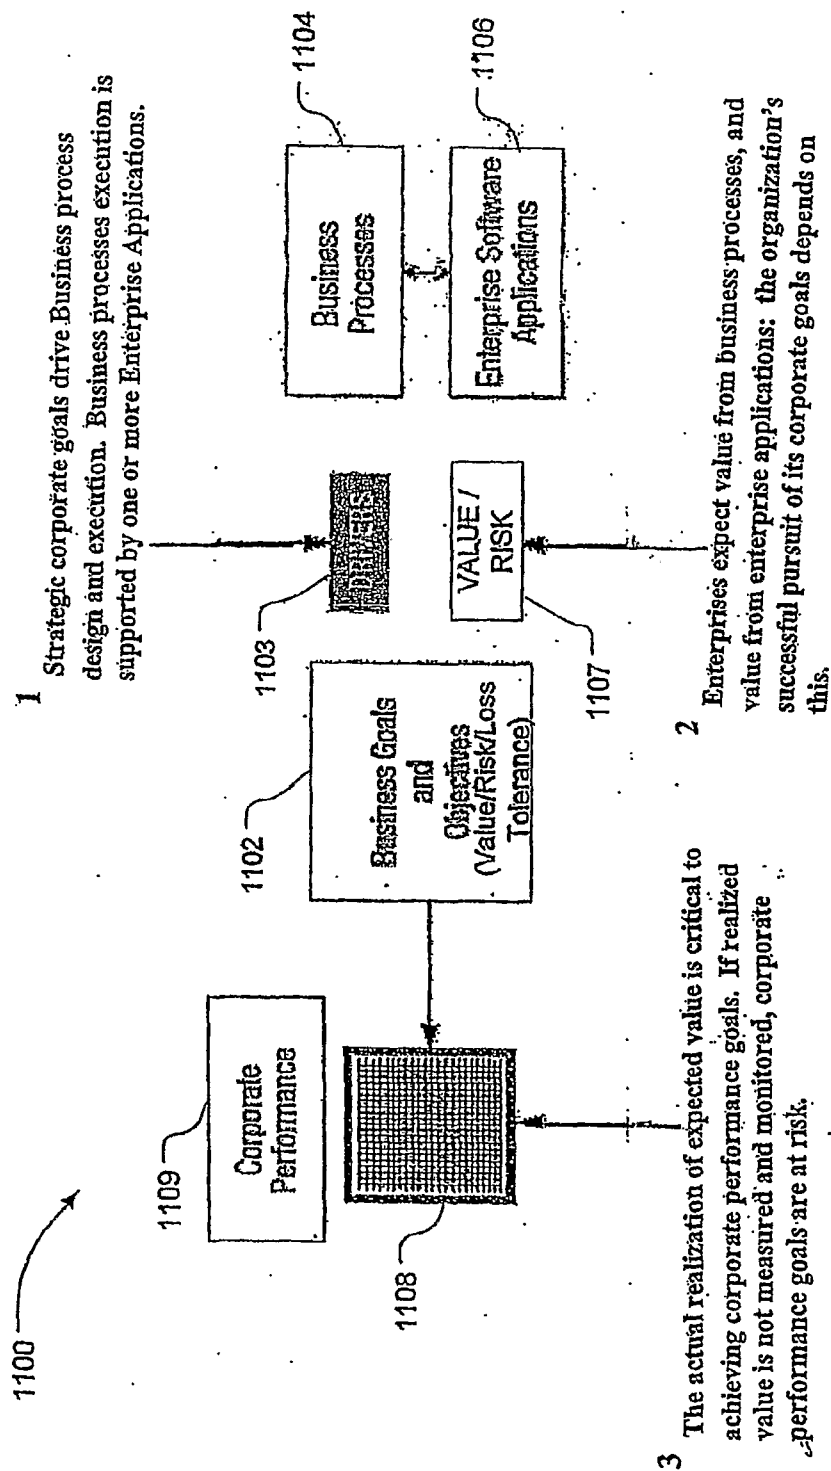 1100
1109
Corporate
Performance
1108
1102
Business Goals
and
Objectives
(Value/Risk/Loss
Tolerance)
1
Strategic corporate goals drive Business process
design and execution. Business processes execution is
supported by one or more Enterprise Applications.
1103
DRIVERS
VALUE /
RISK
1107
1104
Business
Processes
Enterprise Software
Applications
1106
2
Enterprises expect value from business processes, and
value from enterprise applications: the organization's
successful pursuit of its corporate goals depends on
this.
3
The actual realization of expected value is critical to
achieving corporate performance goals. If realized
value is not measured and monitored, corporate
performance goals are at risk.